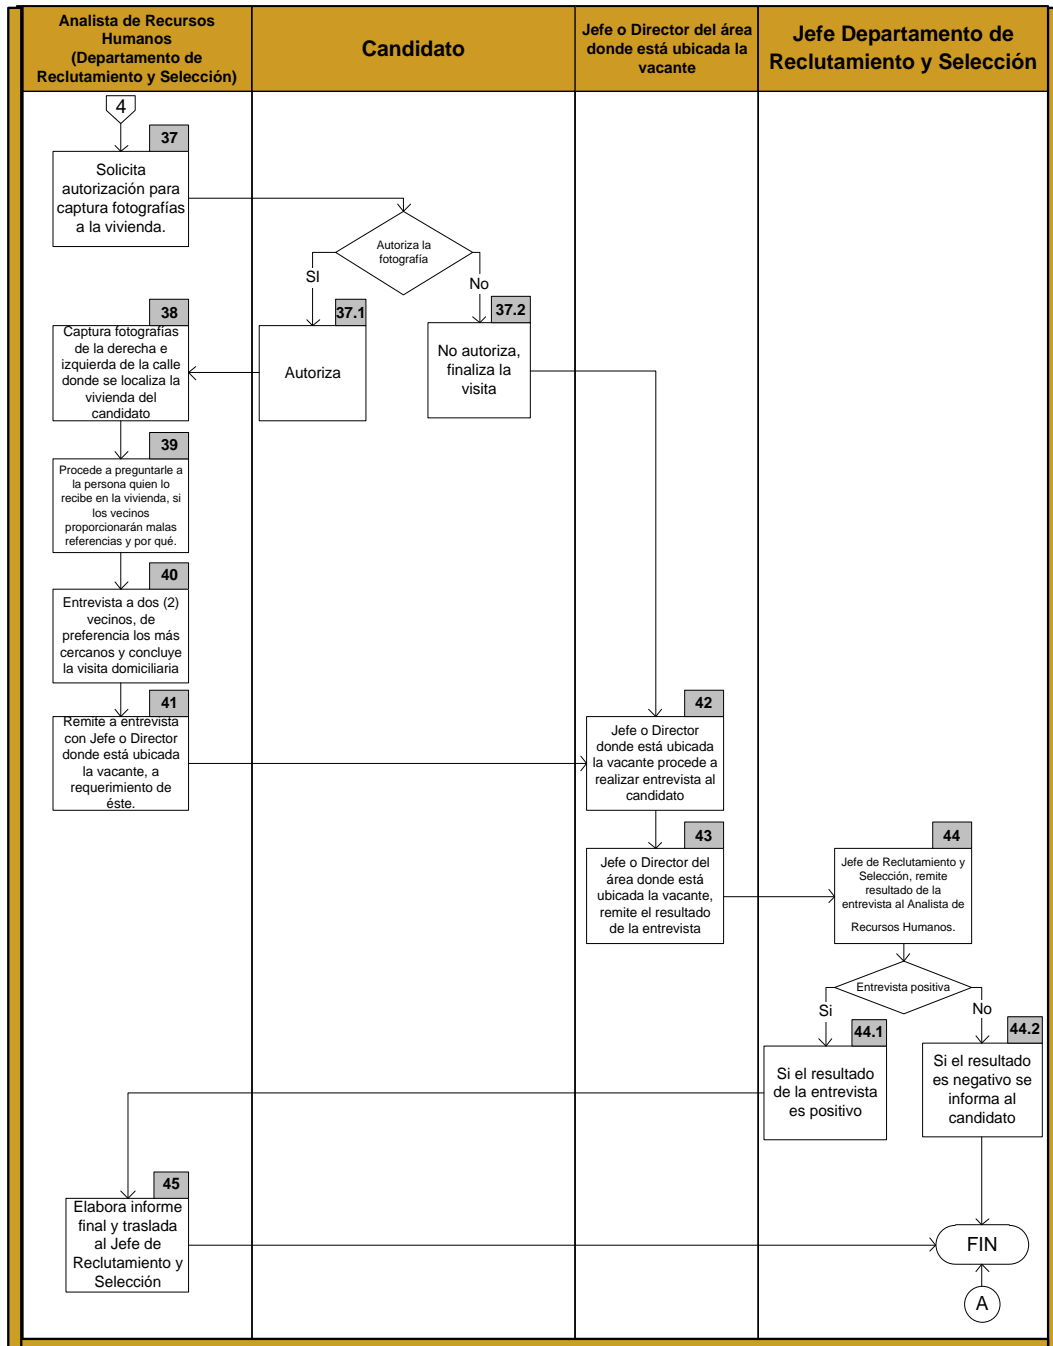 Analista de Recursos
Humanos
(Departamento de
Reclutamiento y Selección)
Candidato
Jefe o Director del área
donde está ubicada la
vacante
Jefe Departamento de
Reclutamiento y Selección
4
37
Solicita
autorización para
captura fotografías
a la vivienda.
Autoriza la
fotografía
SI
No
38
Captura fotografías
de la derecha e
izquierda de la calle
donde se localiza la
vivienda del
candidato
37.1
Autoriza
37.2
No autoriza,
finaliza la
visita
39
Procede a preguntarle a
la persona quien lo
recibe en la vivienda, si
los vecinos
proporcionarán malas
referencias y por qué.
40
Entrevista a dos (2)
vecinos, de
preferencia los más
cercanos y concluye
la visita domiciliaria
41
Remite a entrevista
con Jefe o Director
donde está ubicada
la vacante, a
requerimiento de
éste.
42
Jefe o Director
donde está ubicada
la vacante procede a
realizar entrevista al
candidato
43
Jefe o Director del
área donde está
ubicada la vacante,
remite el resultado
de la entrevista
44
Jefe de Reclutamiento y
Selección, remite
resultado de la
entrevista al Analista de
Recursos Humanos.
Entrevista positiva
Si
No
44.1
Si el resultado
de la entrevista
es positivo
44.2
Si el resultado
es negativo se
informa al
candidato
45
Elabora informe
final y traslada
al Jefe de
Reclutamiento y
Selección
FIN
A